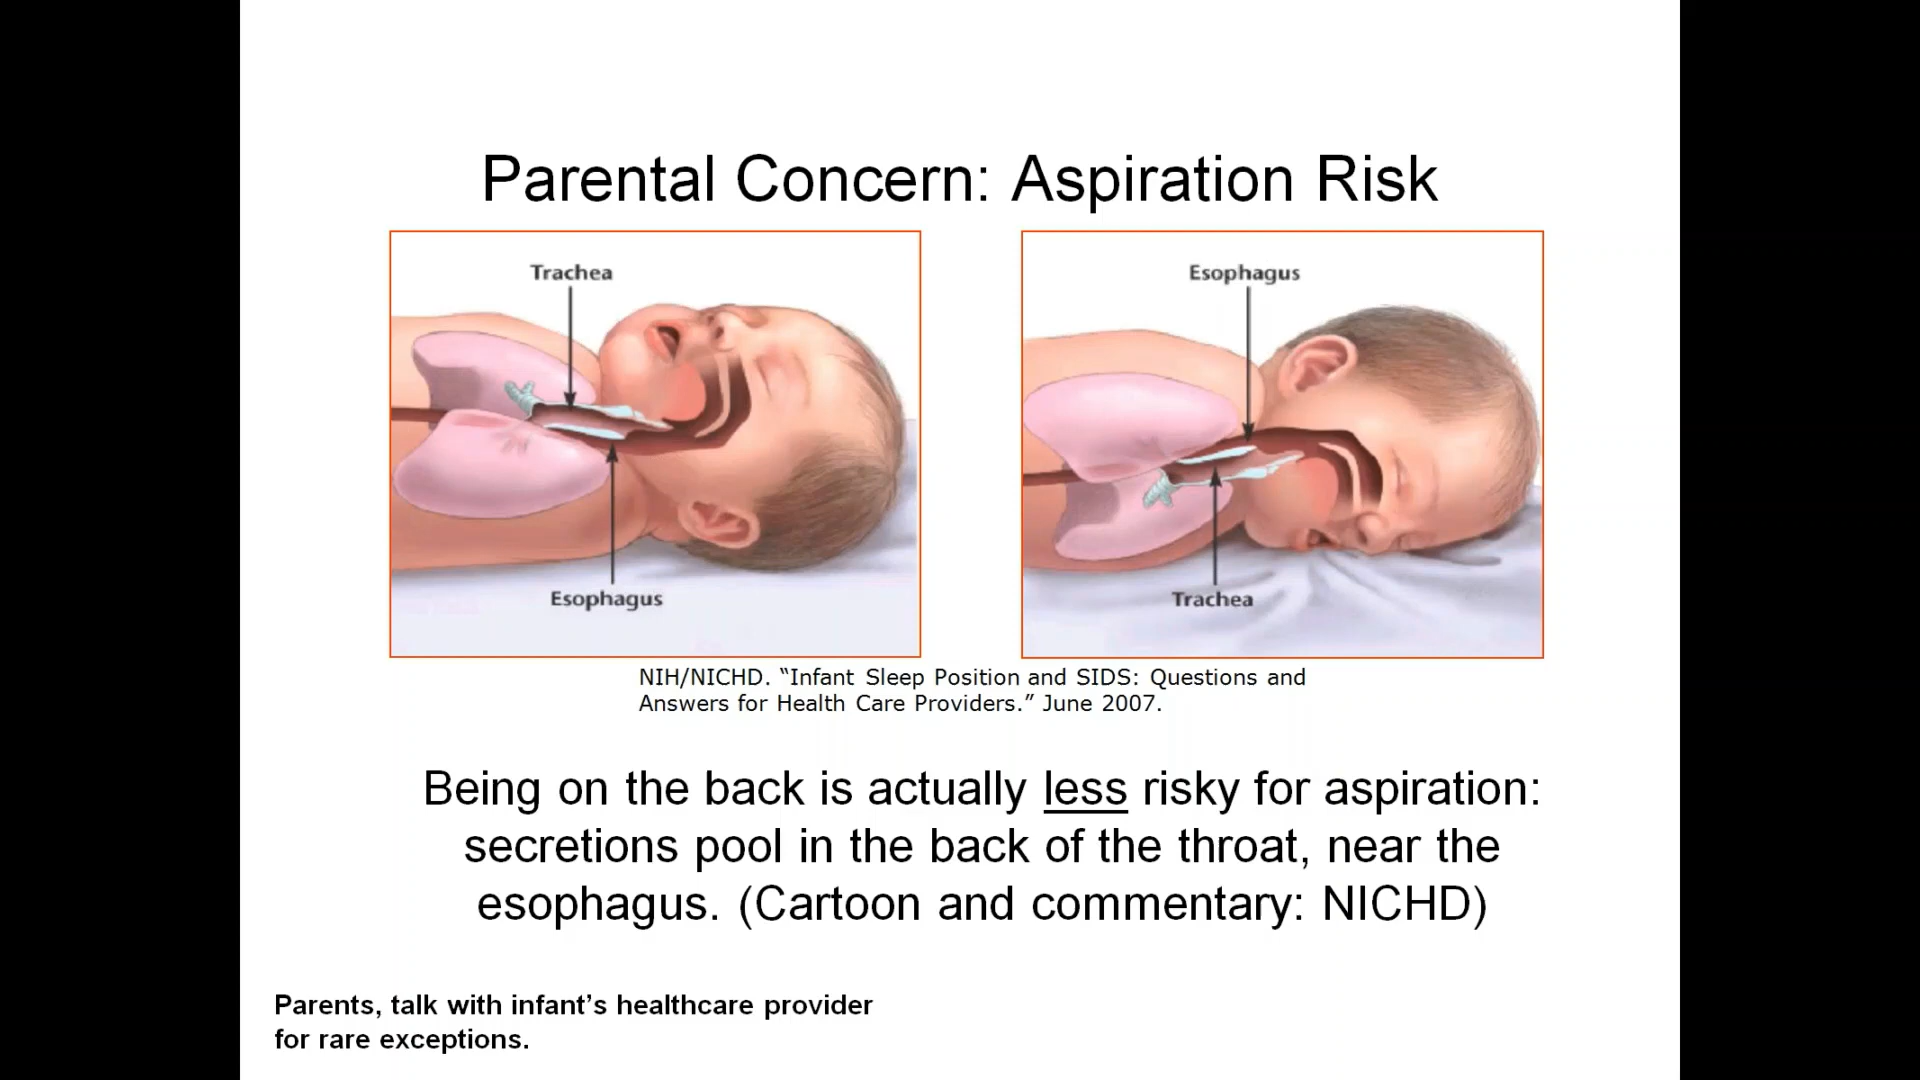 Parental Concern: Aspiration Risk
Trachea
Esophagus
Esophagus
Trachea
NIH/NICHD. “Infant Sleep Position and SIDS: Questions and
Answers for Health Care Providers.” June 2007.
Being on the back is actually less risky for aspiration:
secretions pool in the back of the throat, near the
esophagus. (Cartoon and commentary: NICHD)
Parents, talk with infant’s healthcare provider
for rare exceptions.